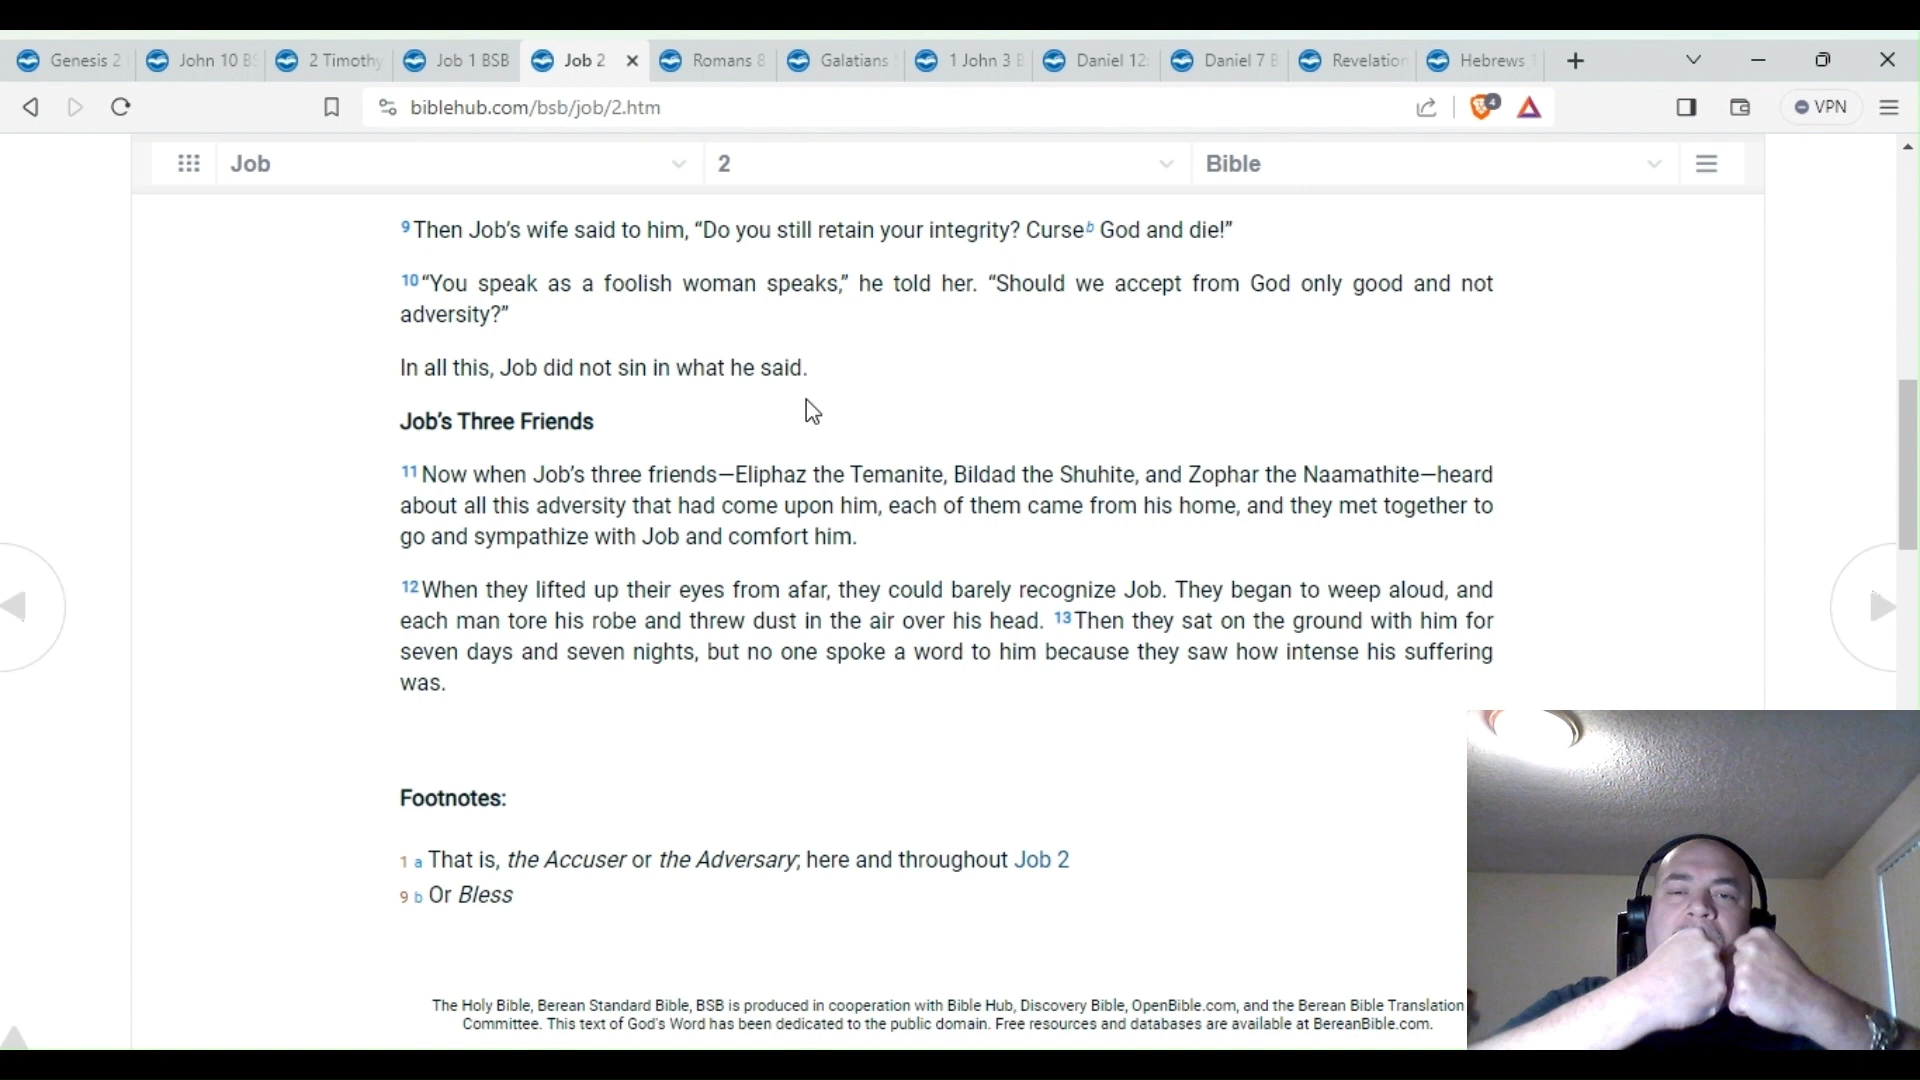 Genesis 2
John 10 BS
2 Timothy
Job 1 BSB
Job 2
Romans 8
Galatians
1 John 3 B
Daniel 12:
Daniel 7 B
Revelation
Hebrews 1
biblehub.com/bsb/job/2.htm
4
VPN
Job
2
Bible
9 Then Job’s wife said to him, “Do you still retain your integrity? Curse b God and die!”
10 “You speak as a foolish woman speaks,” he told her. “Should we accept from God only good and not
adversity?”
In all this, Job did not sin in what he said.
Job’s Three Friends
11 Now when Job’s three friends—Eliphaz the Temanite, Bildad the Shuhite, and Zophar the Naamathite—heard
about all this adversity that had come upon him, each of them came from his home, and they met together to
go and sympathize with Job and comfort him.
12 When they lifted up their eyes from afar, they could barely recognize Job. They began to weep aloud, and
each man tore his robe and threw dust in the air over his head. 13 Then they sat on the ground with him for
seven days and seven nights, but no one spoke a word to him because they saw how intense his suffering
was.
Footnotes:
1 a That is, the Accuser or the Adversary; here and throughout Job 2
9 b Or Bless
The Holy Bible, Berean Standard Bible, BSB is produced in cooperation with Bible Hub, Discovery Bible, OpenBible.com, and the Berean Bible Translation
Committee. This text of God's Word has been dedicated to the public domain. Free resources and databases are available at BereanBible.com.